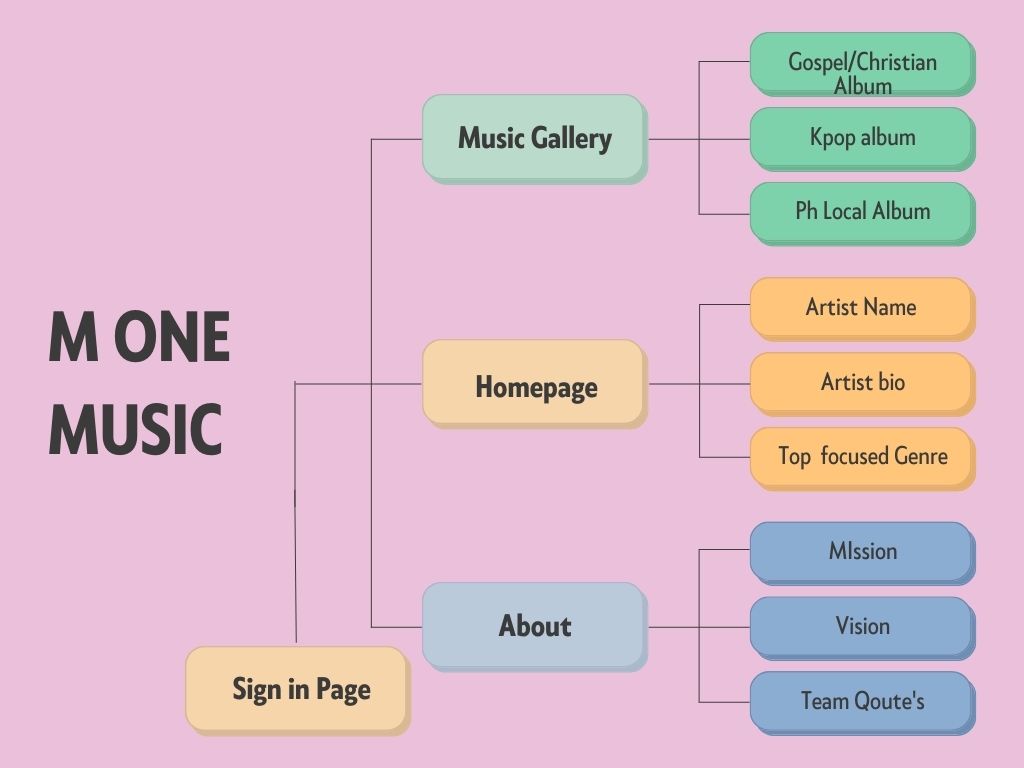 M ONE
MUSIC
Sign in Page
Music Gallery
Gospel/Christian
Album
Kpop album
Ph Local Album
Homepage
Artist Name
Artist bio
Top  focused Genre
About
MIssion
Vision
Team Qoute's